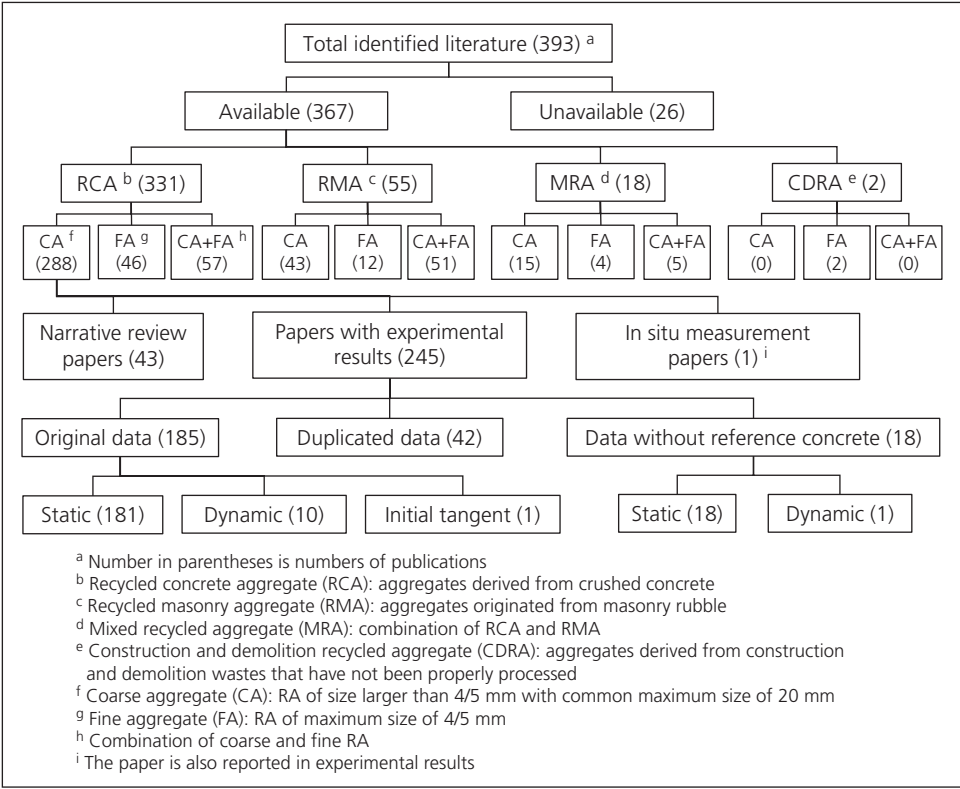 Total identified literature (393) a
Available (367)
Unavailable (26)
RCA b (331)
RMA c (55)
MRA d (18)
CDRA e (2)
CA f
(288)
FA g
(46)
CA+FA h
(57)
CA
(43)
FA
(12)
CA+FA
(51)
CA
(15)
FA
(4)
CA+FA
(5)
CA
(0)
FA
(2)
CA+FA
(0)
Narrative review
papers (43)
Papers with experimental
results (245)
In situ measurement
papers (1) i
Original data (185)
Duplicated data (42)
Data without reference concrete (18)
Static (181)
Dynamic (10)
Initial tangent (1)
Static (18)
Dynamic (1)
a Number in parentheses is numbers of publications
b Recycled concrete aggregate (RCA): aggregates derived from crushed concrete
c Recycled masonry aggregate (RMA): aggregates originated from masonry rubble
d Mixed recycled aggregate (MRA): combination of RCA and RMA
e Construction and demolition recycled aggregate (CDRA): aggregates derived from construction
and demolition wastes that have not been properly processed
f Coarse aggregate (CA): RA of size larger than 4/5 mm with common maximum size of 20 mm
g Fine aggregate (FA): RA of maximum size of 4/5 mm
h Combination of coarse and fine RA
i The paper is also reported in experimental results